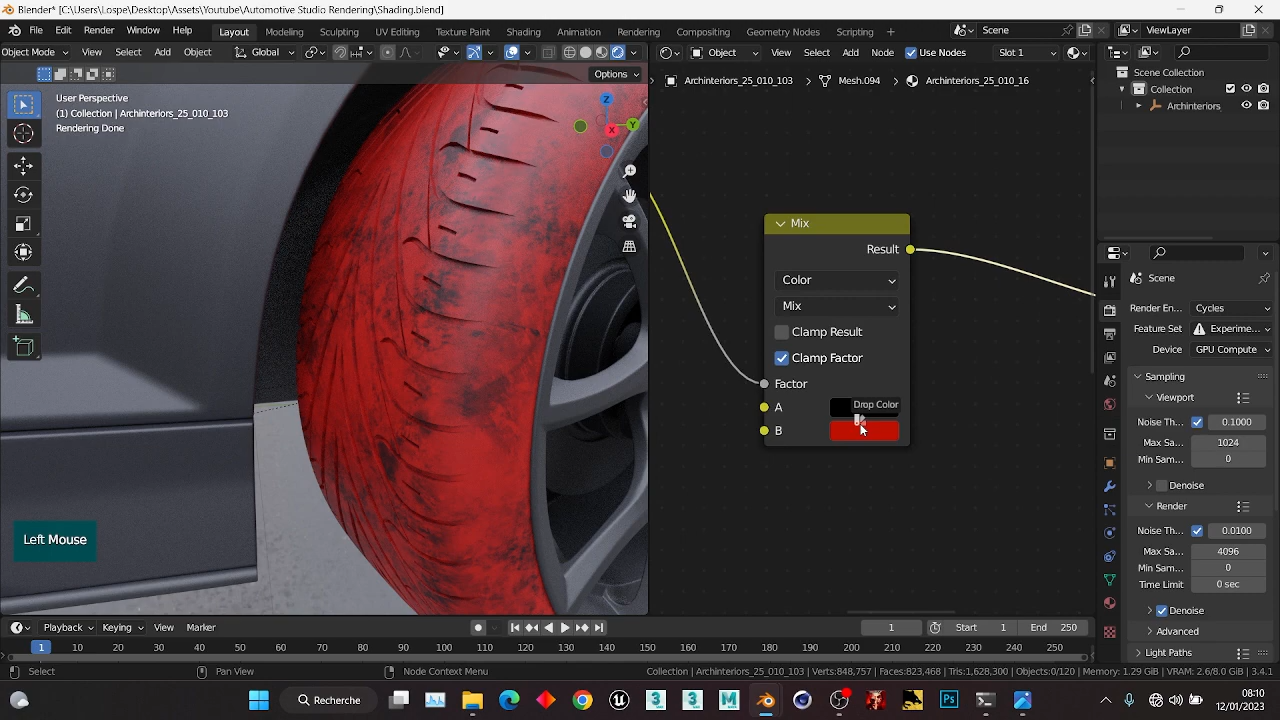 Blender* [C:\Users\Lospe\Desktop\Assets\Youtube\Automotive Studio Rendering\Shading.blend]
File Edit Render Window Help Layout Modeling Sculpting UV Editing Texture Paint Shading Animation Rendering Compositing Geometry Nodes Scripting + Scene ViewLayer
Object Mode View Select Add Object Global Object View Select Add Node Use Nodes Slot 1
Options
Archinteriors_25_010_103 > Mesh.094 > Archinteriors_25_010_16
User Perspective
(1) Collection | Archinteriors_25_010_103
Rendering Done
Z
Y
X
Mix
Result
Color
Mix
Clamp Result
Clamp Factor
Factor
A
Drop Color
B
Left Mouse
Scene Collection
Collection
Archinteriors
Scene
Render En... Cycles
Feature Set Experime...
Device GPU Compute
Sampling
Viewport
Noise Th... 0.1000
Max Sa... 1024
Min Sam... 0
Denoise
Render
Noise Th... 0.0100
Max Sa... 4096
Min Sam... 0
Time Limit 0 sec
Denoise
Advanced
Light Paths
Playback Keying View Marker 1 Start 1 End 250
1 10 20 30 40 50 60 70 80 90 100 110 120 130 140 150 160 170 180 190 200 210 220 230 240 250
Select Pan View Node Context Menu Collection | Archinteriors_25_010_103 | Verts:848,757 | Faces:823,468 | Tris:1,628,300 | Objects:0/120 | Memory: 1.29 GiB | VRAM: 2.6/8.0 GiB | 3.4.1
Recherche
08:10
12/01/2023